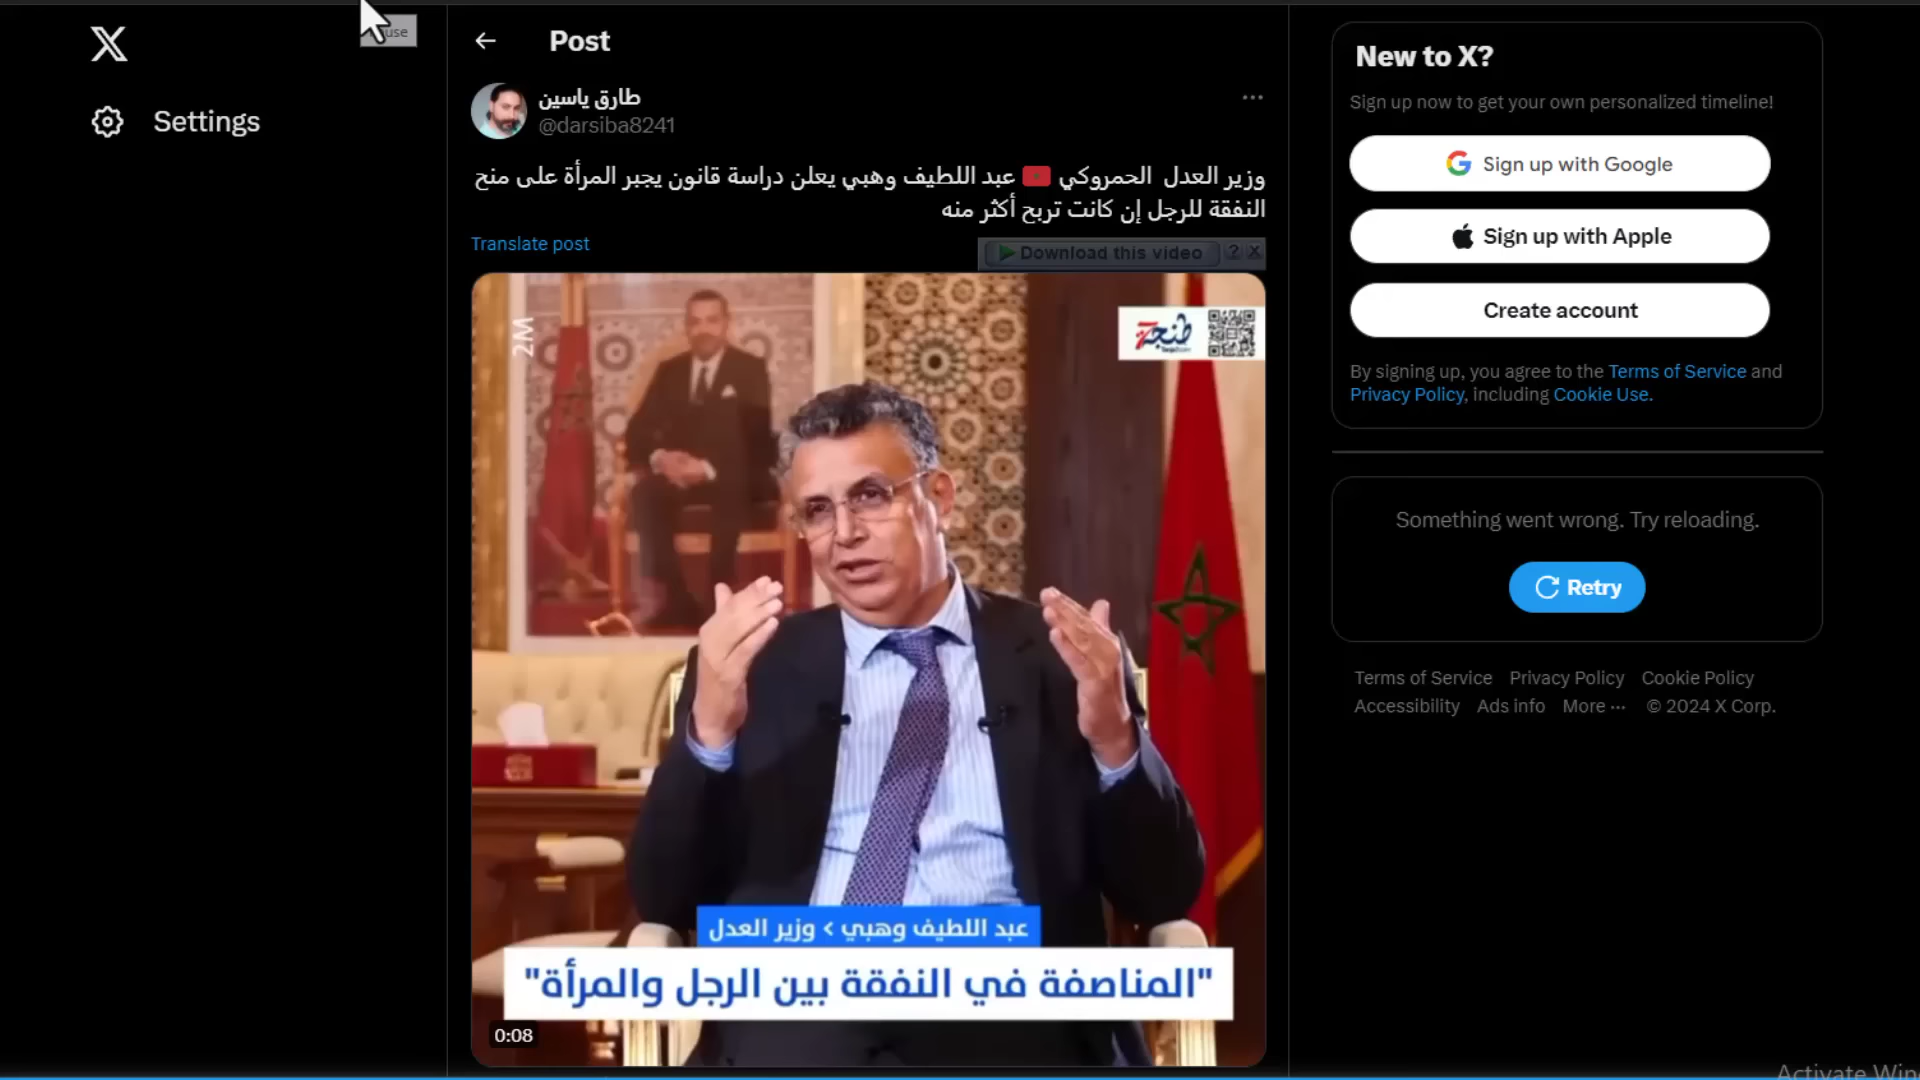 Post
Settings
طارق ياسين
@darsiba8241
وزير العدل الحمروكي 🇲🇦 عبد اللطيف وهبي يعلن دراسة قانون يجبر المرأة على منح
النفقة للرجل إن كانت تربح أكثر منه
Translate post
Download this video ? X
2M
طنجة7
عبد اللطيف وهبي > وزير العدل
"المناصفة في النفقة بين الرجل والمرأة"
0:08
New to X?
Sign up now to get your own personalized timeline!
Sign up with Google
Sign up with Apple
Create account
By signing up, you agree to the Terms of Service and
Privacy Policy, including Cookie Use.
Something went wrong. Try reloading.
Retry
Terms of Service Privacy Policy Cookie Policy
Accessibility Ads info More ··· © 2024 X Corp.
Activate Win